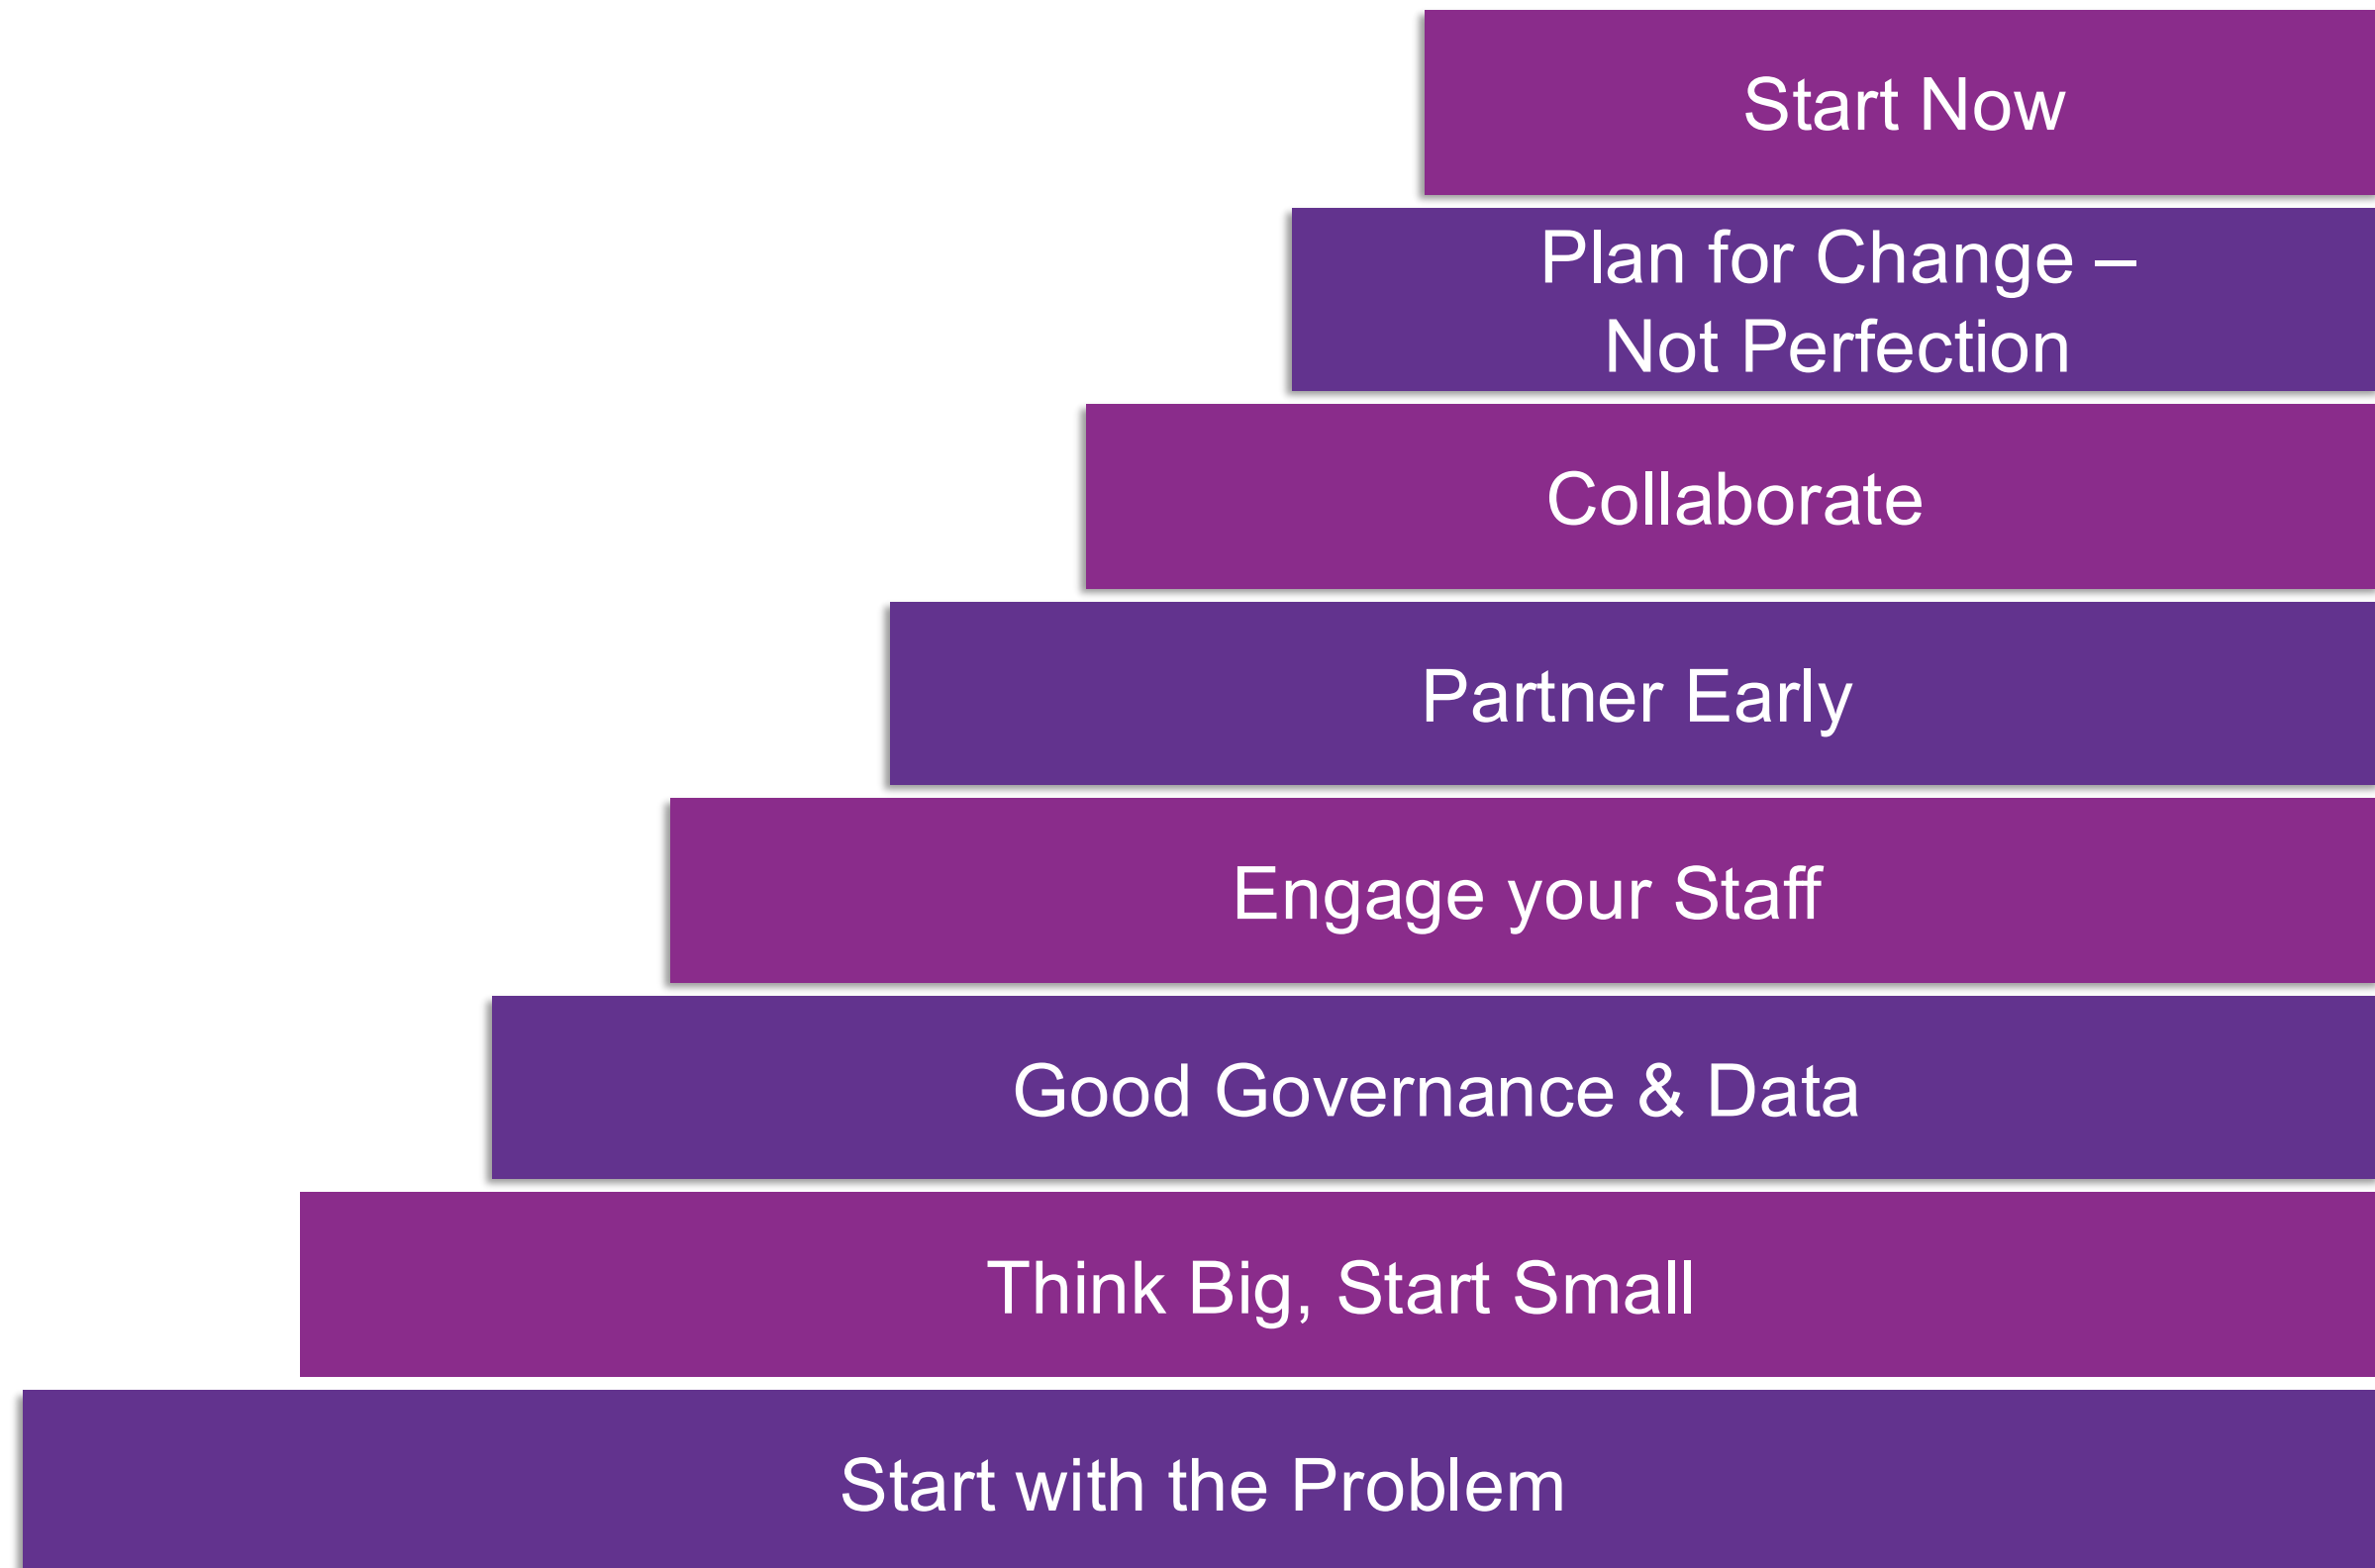 Start Now
Plan for Change –
Not Perfection
Collaborate
Partner Early
Engage your Staff
Good Governance & Data
Think Big, Start Small
Start with the Problem